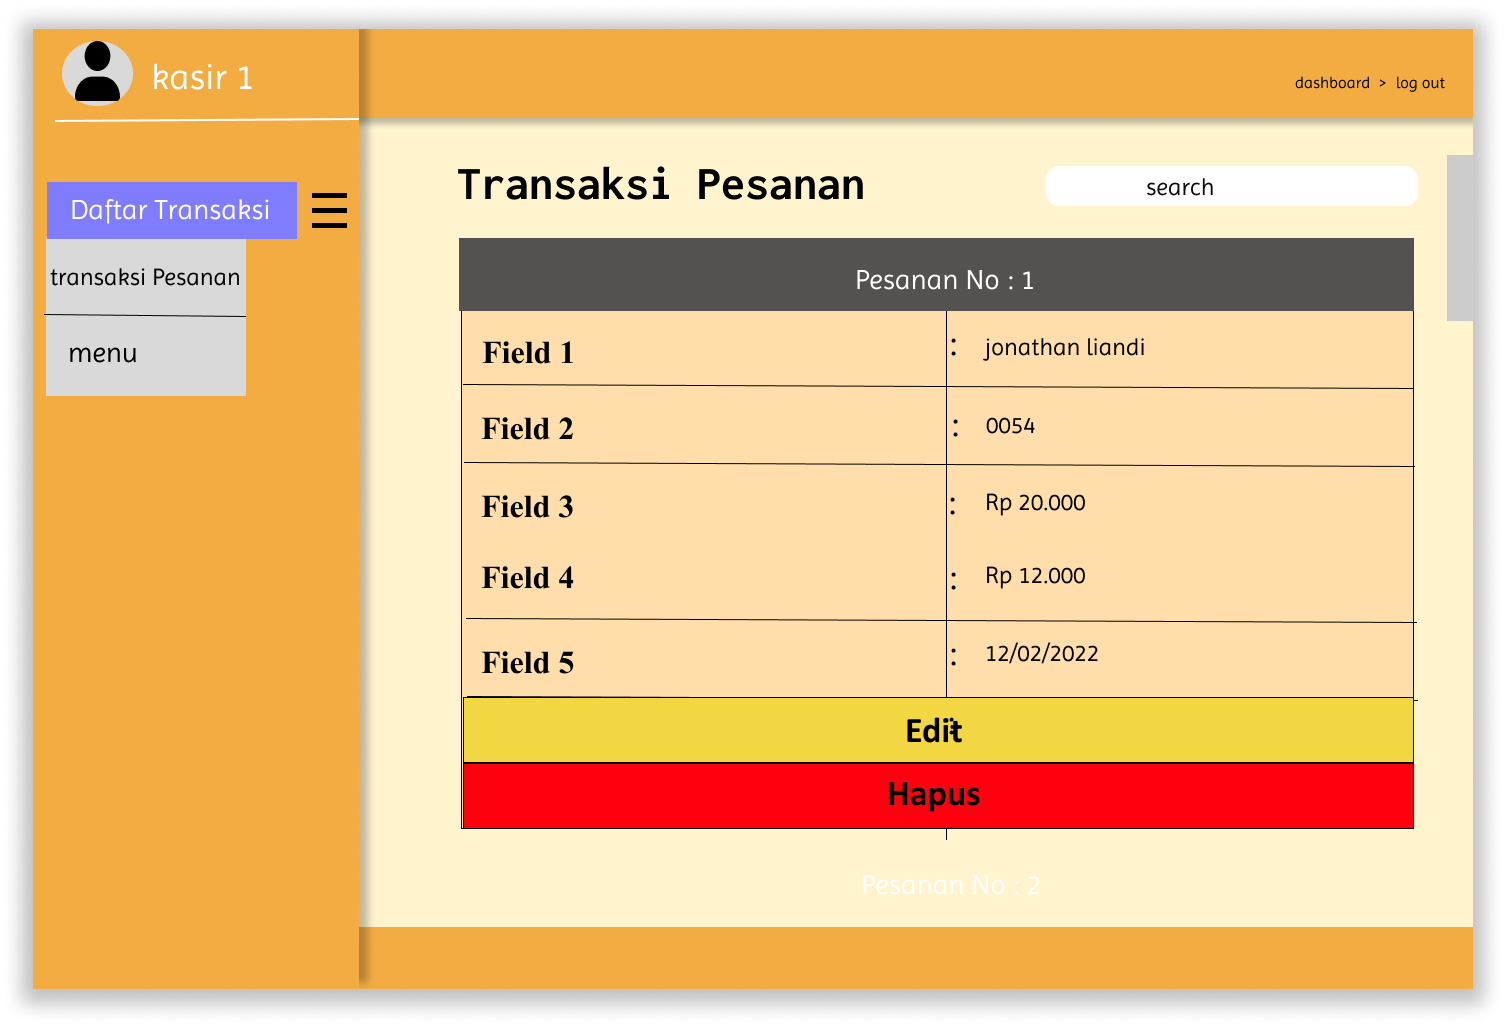 kasir 1
dashboard > log out
Daftar Transaksi
transaksi Pesanan
menu
Transaksi Pesanan
search
Pesanan No : 1
Field 1 : jonathan liandi
Field 2 : 0054
Field 3 : Rp 20.000
Field 4 : Rp 12.000
Field 5 : 12/02/2022
Edit
Hapus
Pesanan No : 2